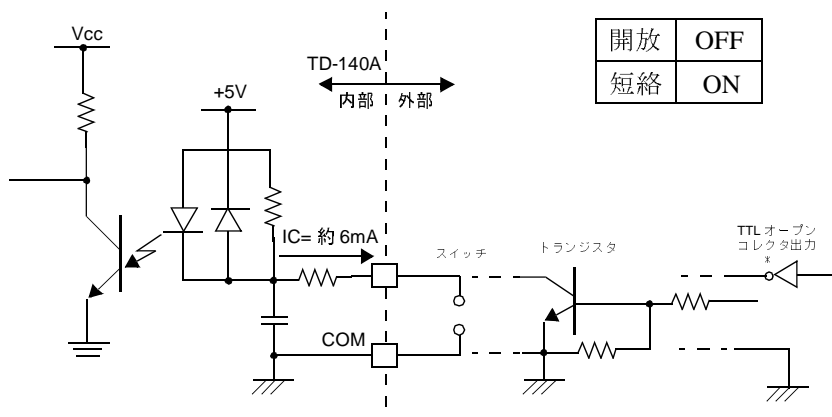 Vcc
TD-140A
+5V
内部
外部
開放 OFF
短絡 ON
IC= 約 6mA
スイッチ
トランジスタ
TTL オープン
コレクタ出力
*
COM